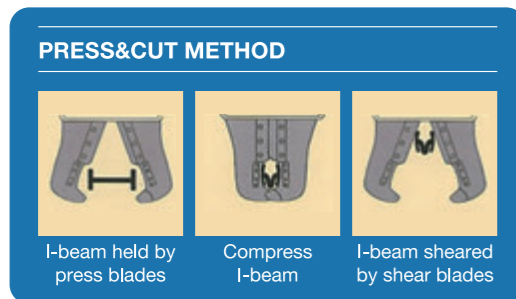 PRESS&CUT METHOD
I-beam held by
press blades
Compress
I-beam
I-beam sheared
by shear blades